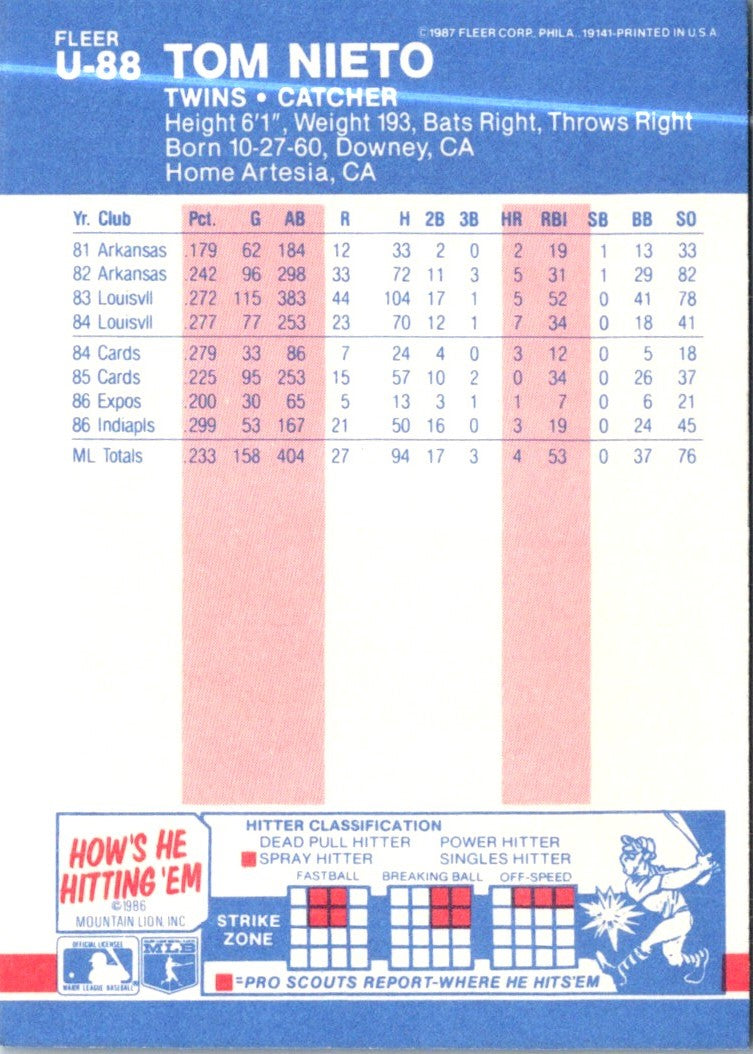 FLEER
U-88 TOM NIETO
©1987 FLEER CORP. PHILA., 19141-PRINTED IN U.S.A.
TWINS • CATCHER
Height 6'1", Weight 193, Bats Right, Throws Right
Born 10-27-60, Downey, CA
Home Artesia, CA
Yr. Club Pct. G AB R H 2B 3B HR RBI SB BB SO
81 Arkansas .179 62 184 12 33 2 0 2 19 1 13 33
82 Arkansas .242 96 298 33 72 11 3 5 31 1 29 82
83 Louisvll .272 115 383 44 104 17 1 5 52 0 41 78
84 Louisvll .277 77 253 23 70 12 1 7 34 0 18 41
84 Cards .279 33 86 7 24 4 0 3 12 0 5 18
85 Cards .225 95 253 15 57 10 2 0 34 0 26 37
86 Expos .200 30 65 5 13 3 1 1 7 0 6 21
86 Indiapls .299 53 167 21 50 16 0 3 19 0 24 45
ML Totals .233 158 404 27 94 17 3 4 53 0 37 76
HOW'S HE
HITTING 'EM
©1986
MOUNTAIN LION, INC
HITTER CLASSIFICATION
DEAD PULL HITTER POWER HITTER
SPRAY HITTER SINGLES HITTER
FASTBALL BREAKING BALL OFF-SPEED
STRIKE
ZONE
=PRO SCOUTS REPORT-WHERE HE HITS'EM
OFFICIAL LICENSEE
MAJOR LEAGUE BASEBALL
MLB